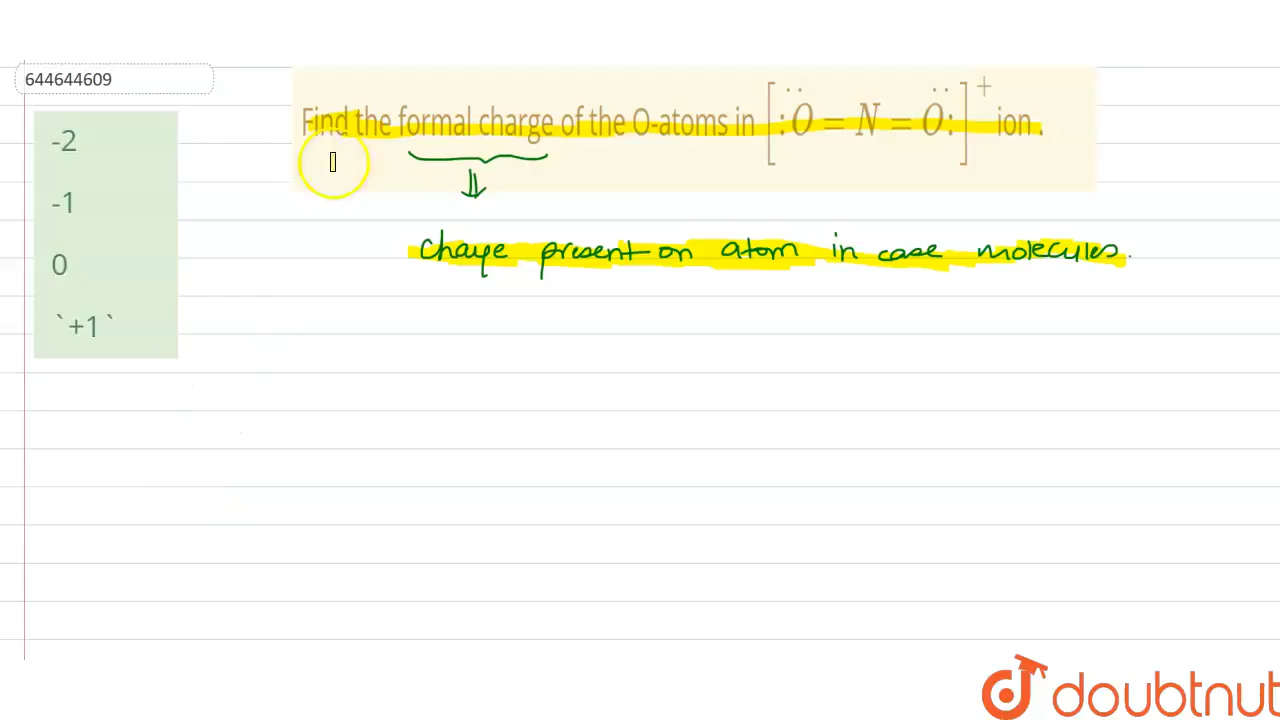 644644609
-2
-1
0
`+1`
Find the formal charge of the O-atoms in [:Ö = N = Ö:]⁺ ion .
⇓
Charge present on atom in case molecules.
doubtnut